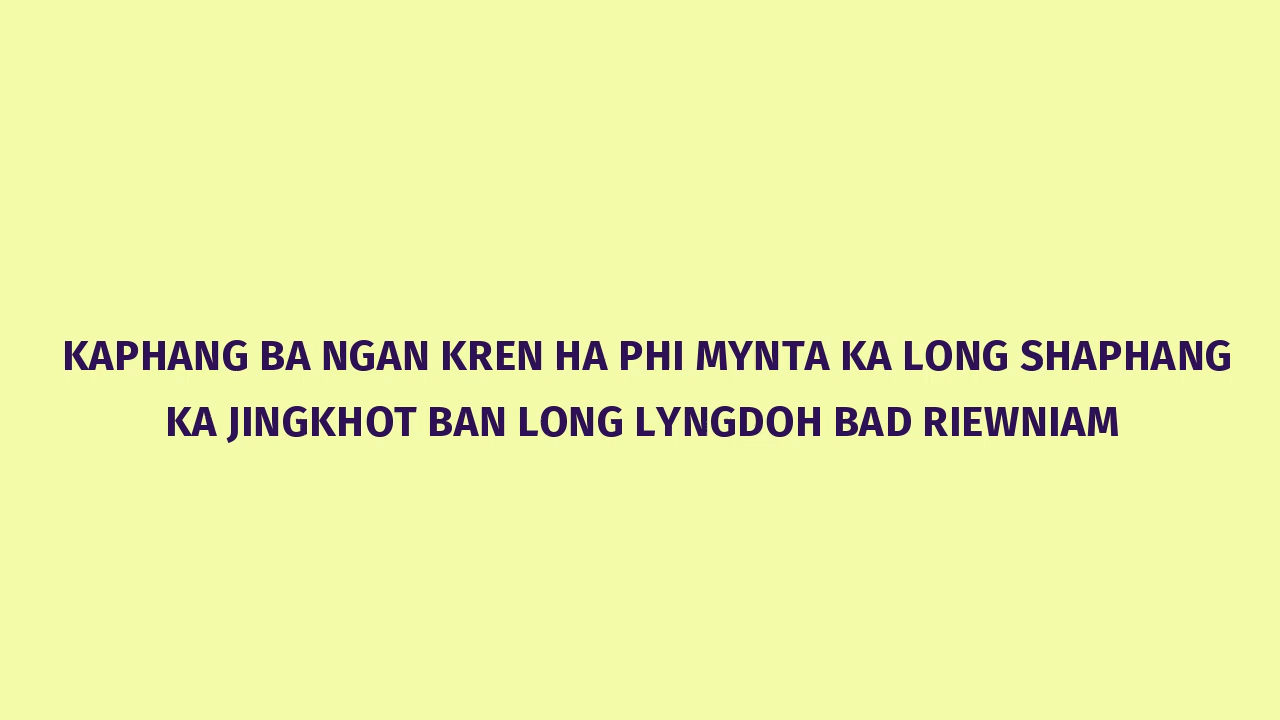 KAPHANG BA NGAN KREN HA PHI MYNTA KA LONG SHAPHANG
KA JINGKHOT BAN LONG LYNGDOH BAD RIEWNIAM